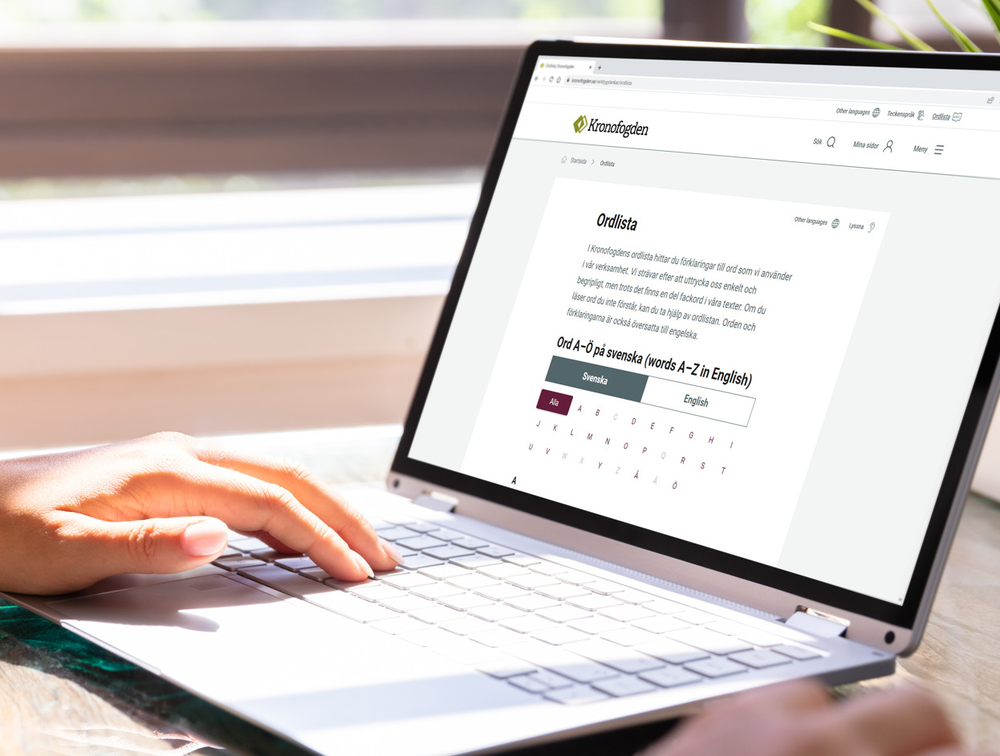 Ordlista | Kronofogden
kronofogden.se/verktygslankar/ordlista
Other languages Teckenspråk Ordlista
Kronofogden
Sök Mina sidor Meny
Startsida Ordlista
Other languages Lyssna
Ordlista
I Kronofogdens ordlista hittar du förklaringar till ord som vi använder
i vår verksamhet. Vi strävar efter att uttrycka oss enkelt och
begripligt, men trots det finns en del fackord i våra texter. Om du
läser ord du inte förstår, kan du ta hjälp av ordlistan. Orden och
förklaringarna är också översatta till engelska.
Ord A–Ö på svenska (words A–Z in English)
Svenska English
Alla A B C D E F G H I
J K L M N O P Q R S T
U V W X Y Z Å Ä Ö
A